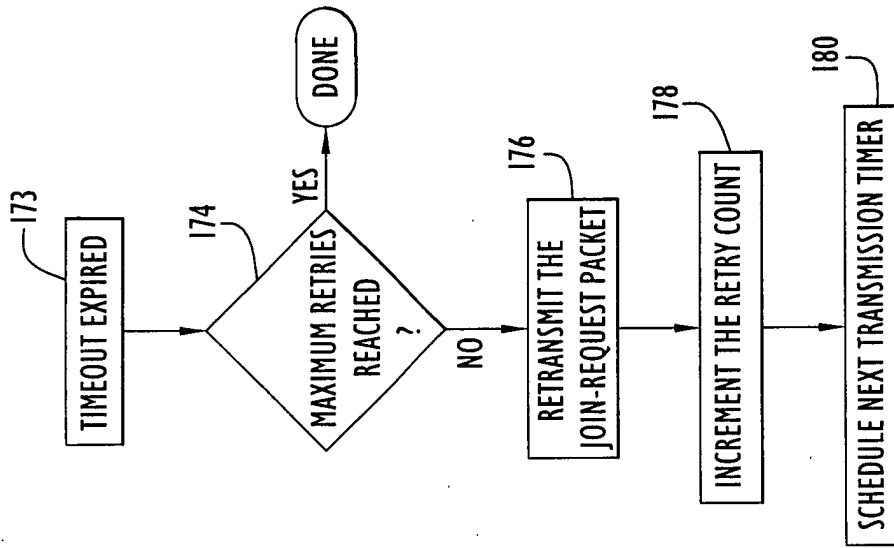 173
TIMEOUT EXPIRED
174
MAXIMUM RETRIES
REACHED
?
YES
DONE
NO
176
RETRANSMIT THE
JOIN-REQUEST PACKET
178
INCREMENT THE RETRY COUNT
180
SCHEDULE NEXT TRANSMISSION TIMER